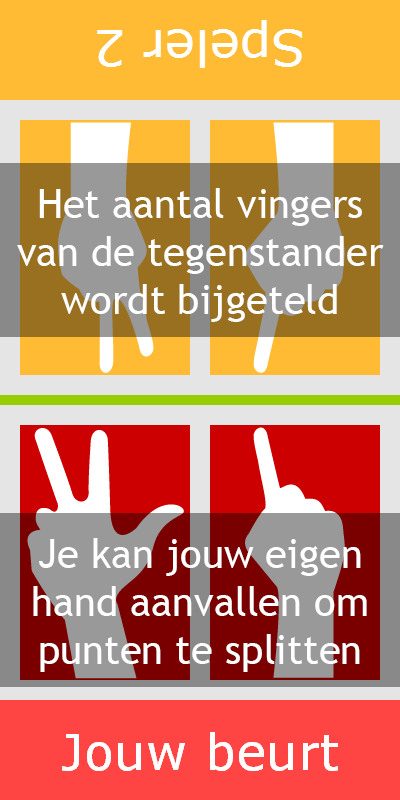 Speler 2
Het aantal vingers
van de tegenstander
wordt bijgeteld
Je kan jouw eigen
hand aanvallen om
punten te splitten
Jouw beurt